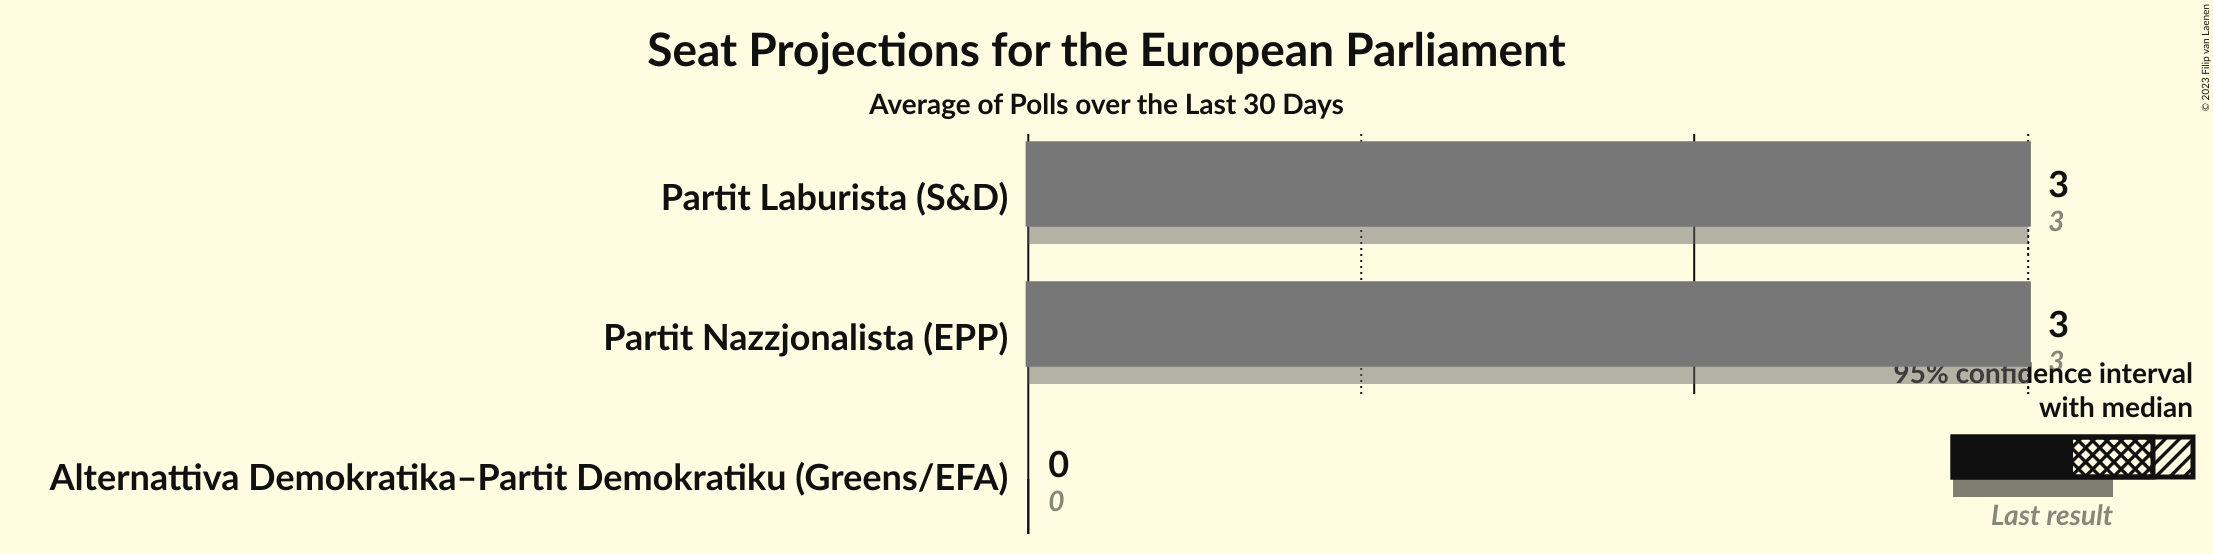 Seat Projections for the European Parliament
Average of Polls over the Last 30 Days
© 2023 Filip van Laenen
Partit Laburista (S&D)
3
3
Partit Nazzjonalista (EPP)
3
3
95% confidence interval
with median
Alternattiva Demokratika–Partit Demokratiku (Greens/EFA)
0
0
Last result